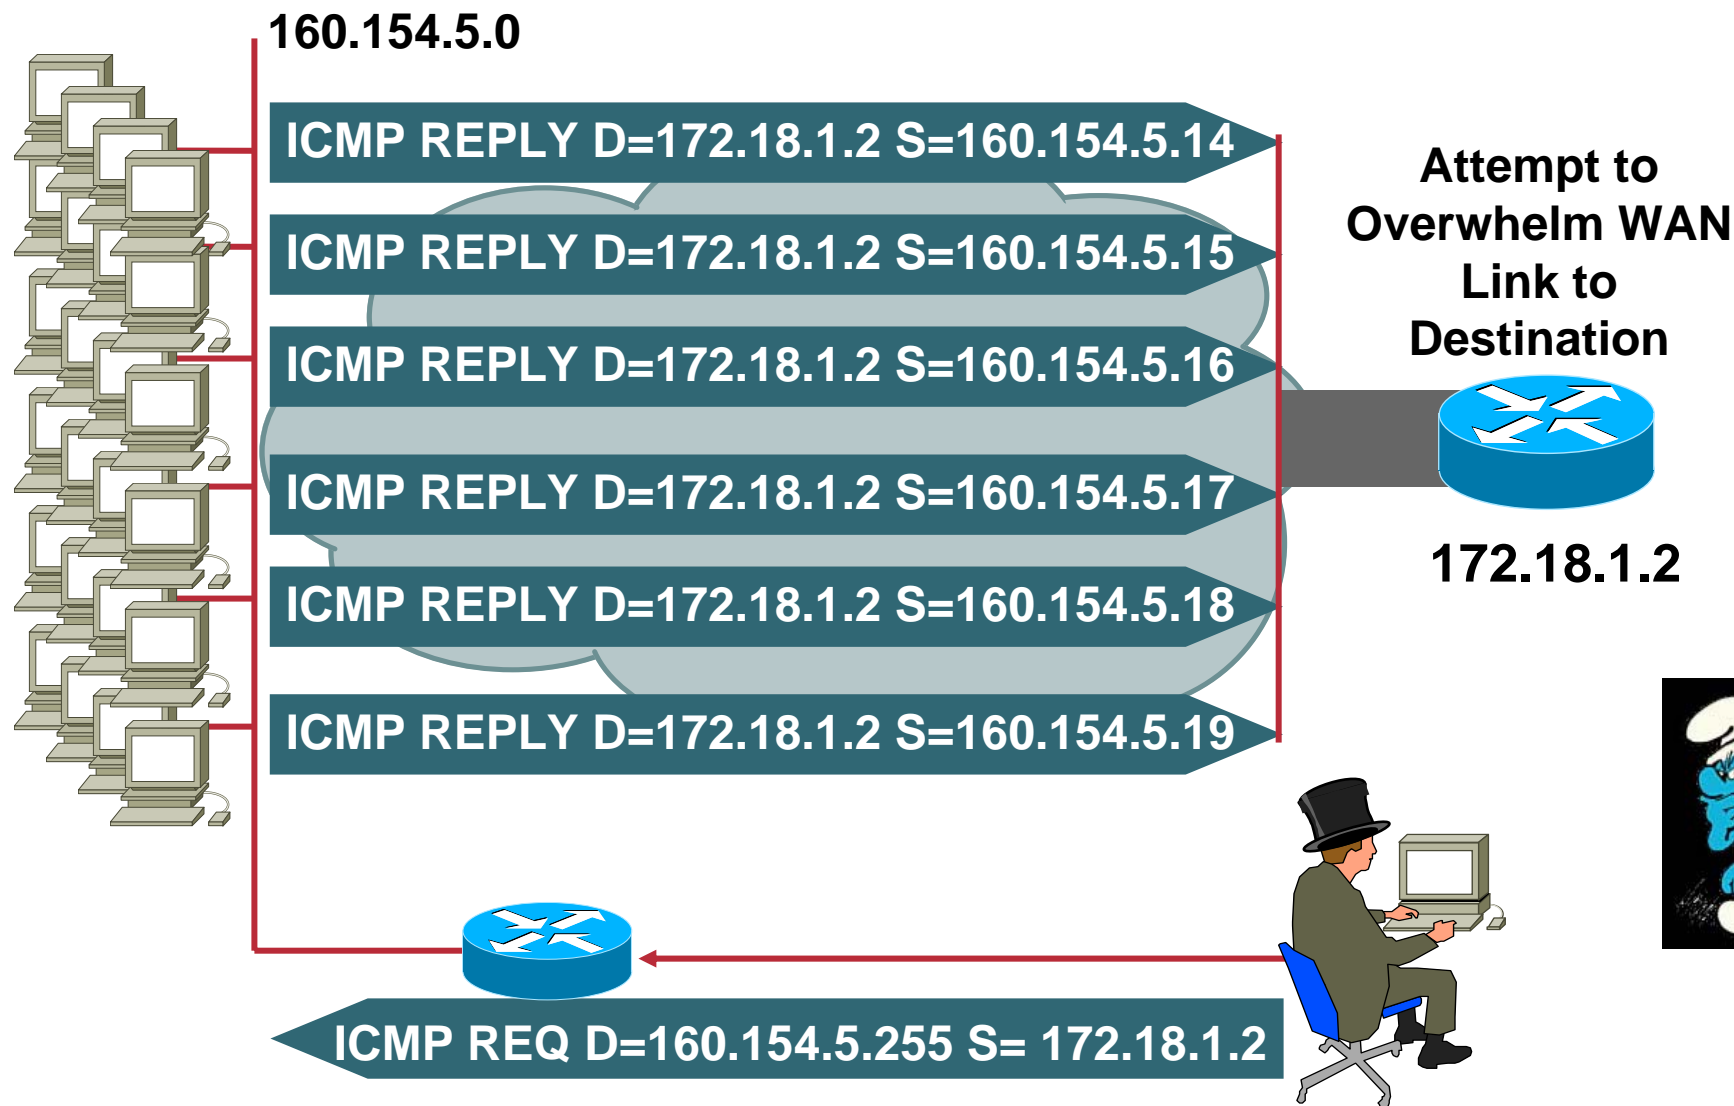 160.154.5.0
ICMP REPLY D=172.18.1.2 S=160.154.5.14
ICMP REPLY D=172.18.1.2 S=160.154.5.15
ICMP REPLY D=172.18.1.2 S=160.154.5.16
ICMP REPLY D=172.18.1.2 S=160.154.5.17
ICMP REPLY D=172.18.1.2 S=160.154.5.18
ICMP REPLY D=172.18.1.2 S=160.154.5.19
Attempt to
Overwhelm WAN
Link to
Destination
172.18.1.2
ICMP REQ D=160.154.5.255 S= 172.18.1.2